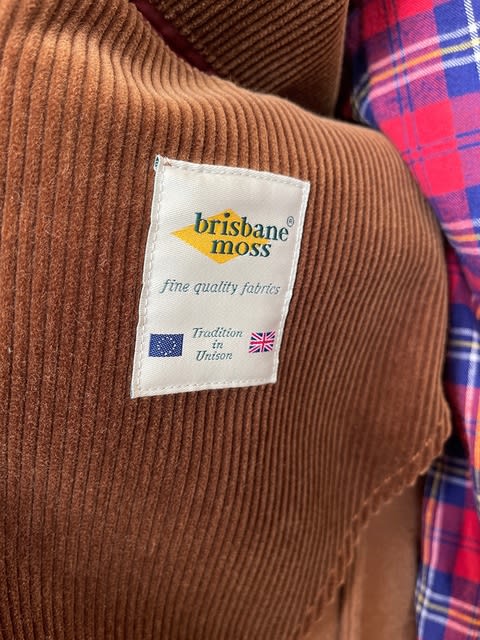 brisbane®
moss
fine quality fabrics
Tradition
in
Unison